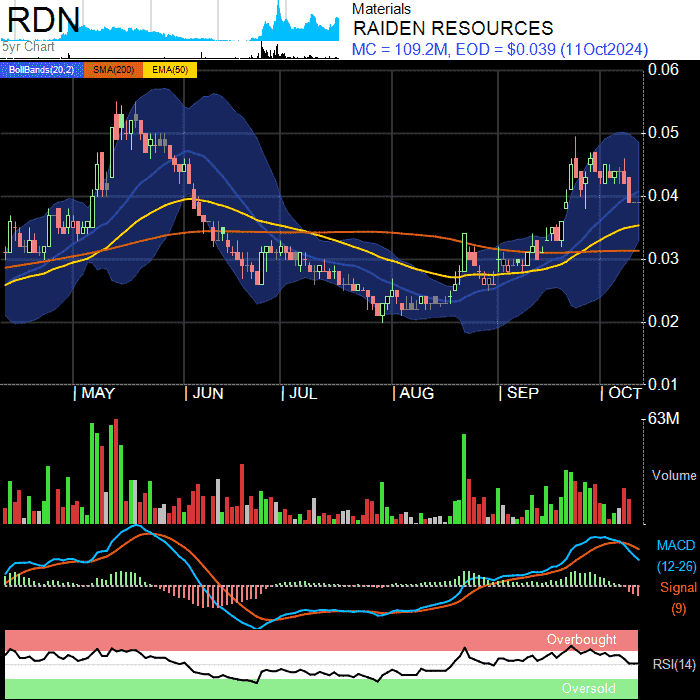 RDN
5yr Chart
Materials
RAIDEN RESOURCES
MC = 109.2M, EOD = $0.039 (11Oct2024)
BollBands(20,2) SMA(200) EMA(50)
0.06
0.05
0.04
0.03
0.02
0.01
MAY JUN JUL AUG SEP OCT
63M
Volume
MACD
(12-26)
Signal
(9)
Overbought
RSI(14)
Oversold